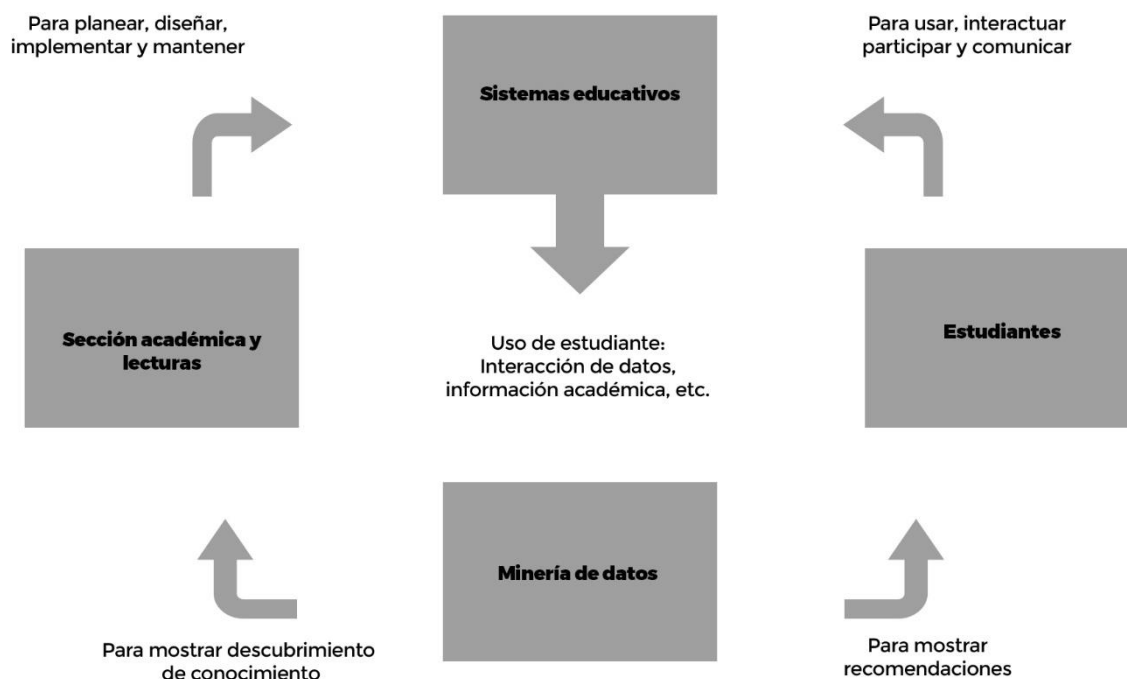 Para planear, diseñar,
implementar y mantener
Sistemas educativos
Para usar, interactuar
participar y comunicar
Sección académica y
lecturas
Uso de estudiante:
Interacción de datos,
información académica, etc.
Estudiantes
Minería de datos
Para mostrar descubrimiento
de conocimiento
Para mostrar
recomendaciones